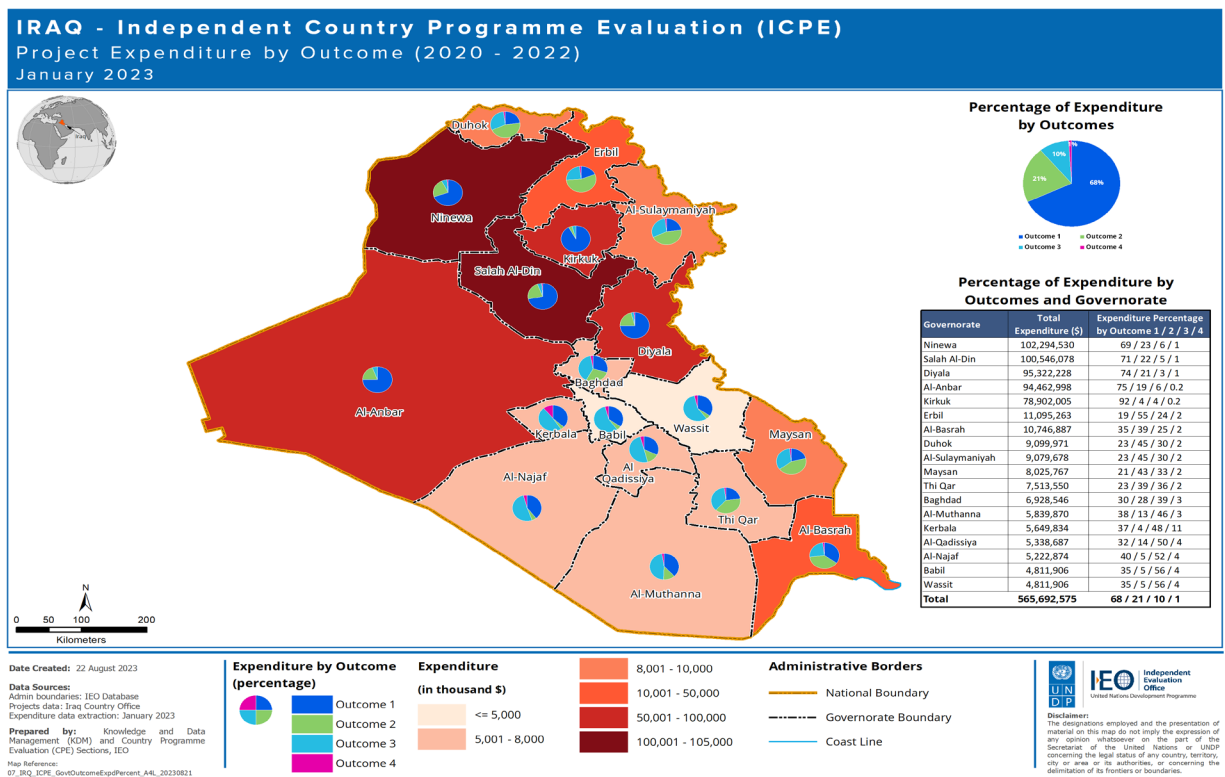 IRAQ - Independent Country Programme Evaluation (ICPE)
Project Expenditure by Outcome (2020 - 2022)
January 2023
Iraq
Duhok
Erbil
Ninewa
Al-Sulaymaniyah
Kirkuk
Salah Al-Din
Diyala
Baghdad
Al-Anbar
Kerbala
Babil
Wassit
Maysan
Al-Najaf
Al
Qadissiya
Thi Qar
Al-Basrah
Al-Muthanna
N
0 50 100 200
Kilometers
Percentage of Expenditure
by Outcomes
68%
21%
10%
1%
Outcome 1 Outcome 2
Outcome 3 Outcome 4
Percentage of Expenditure by
Outcomes and Governorate
Governorate Total Expenditure ($) Expenditure Percentage by Outcome 1 / 2 / 3 / 4
Ninewa 102,294,530 69 / 23 / 6 / 1
Salah Al-Din 100,546,078 71 / 22 / 5 / 1
Diyala 95,322,228 74 / 21 / 3 / 1
Al-Anbar 94,462,998 75 / 19 / 6 / 0.2
Kirkuk 78,902,005 92 / 4 / 4 / 0.2
Erbil 11,095,263 19 / 55 / 24 / 2
Al-Basrah 10,746,887 35 / 39 / 25 / 2
Duhok 9,099,971 23 / 45 / 30 / 2
Al-Sulaymaniyah 9,079,678 23 / 45 / 30 / 2
Maysan 8,025,767 21 / 43 / 33 / 2
Thi Qar 7,513,550 23 / 39 / 36 / 2
Baghdad 6,928,546 30 / 28 / 39 / 3
Al-Muthanna 5,839,870 38 / 13 / 46 / 3
Kerbala 5,649,834 37 / 4 / 48 / 11
Al-Qadissiya 5,338,687 32 / 14 / 50 / 4
Al-Najaf 5,222,874 40 / 5 / 52 / 4
Babil 4,811,906 35 / 5 / 56 / 4
Wassit 4,811,906 35 / 5 / 56 / 4
Total 565,692,575 68 / 21 / 10 / 1
Date Created: 22 August 2023
Data Sources:
Admin boundaries: IEO Database
Projects data: Iraq Country Office
Expenditure data extraction: January 2023
Prepared by: Knowledge and Data
Management (KDM) and Country Programme
Evaluation (CPE) Sections, IEO
Map Reference:
07_IRQ_ICPE_GovtOutcomeExpdPercent_A4L_20230821
Expenditure by Outcome
(percentage)
Outcome 1
Outcome 2
Outcome 3
Outcome 4
Expenditure
(in thousand $)
<= 5,000
5,001 - 8,000
8,001 - 10,000
10,001 - 50,000
50,001 - 100,000
100,001 - 105,000
Administrative Borders
National Boundary
Governorate Boundary
Coast Line
U N
D P
IEO
Independent
Evaluation
Office
United Nations Development Programme
Disclaimer:
The designations employed and the presentation of
material on this map do not imply the expression of
any opinion whatsoever on the part of the
Secretariat of the United Nations or UNDP
concerning the legal status of any country, territory,
city or area or its authorities, or concerning the
delimitation of its frontiers or boundaries.